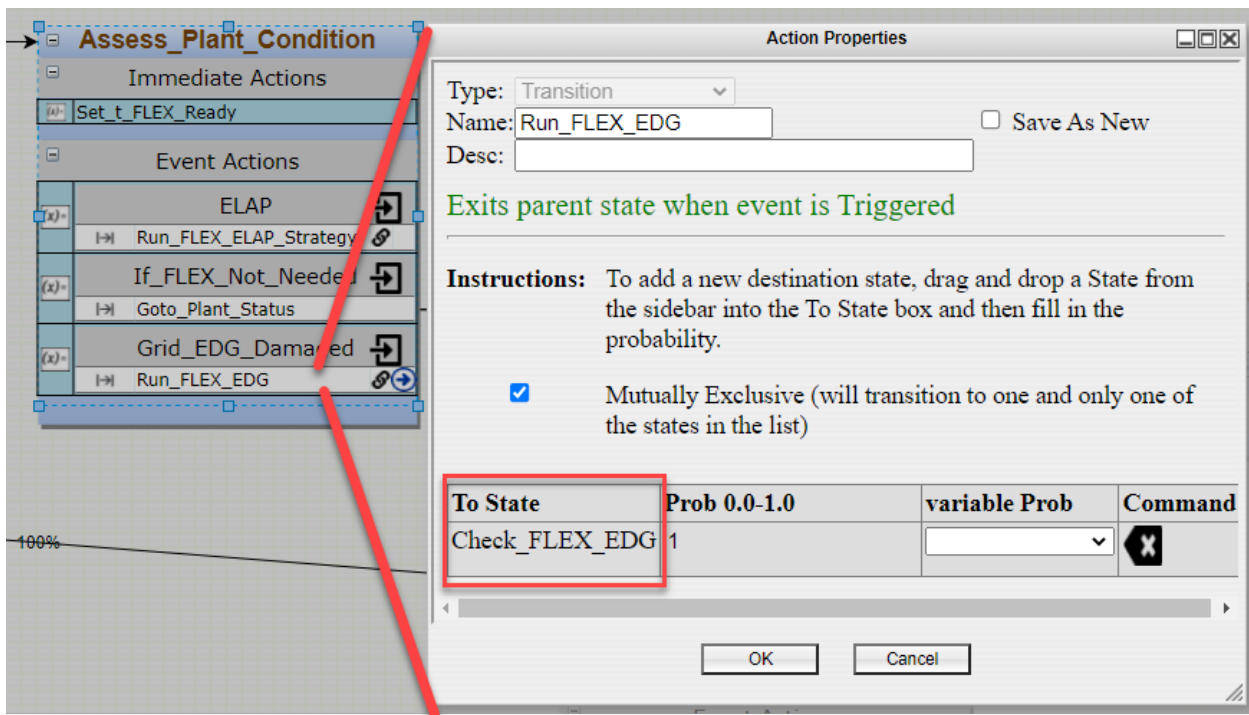 Assess_Plant_Condition
Immediate Actions
Set_t_FLEX_Ready
Event Actions
(x)=
ELAP
Run_FLEX_ELAP_Strategy
(x)=
If_FLEX_Not_Needed
Goto_Plant_Status
(x)=
Grid_EDG_Damaged
Run_FLEX_EDG
100%
Action Properties
Type: Transition
Name: Run_FLEX_EDG
Save As New
Desc:
Exits parent state when event is Triggered
Instructions: To add a new destination state, drag and drop a State from
the sidebar into the To State box and then fill in the
probability.
Mutually Exclusive (will transition to one and only one of
the states in the list)
To State Prob 0.0-1.0 variable Prob Command
Check_FLEX_EDG 1
X
OK Cancel